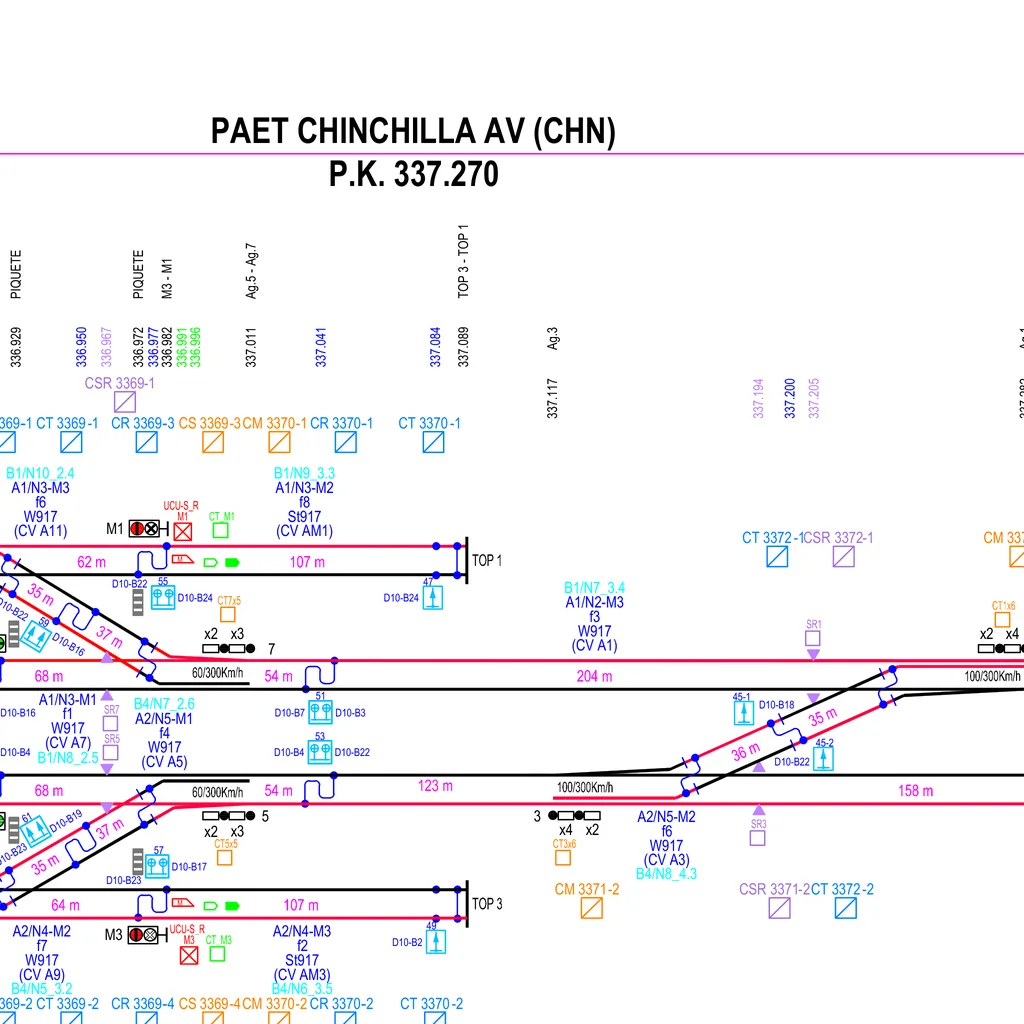 PAET CHINCHILLA AV (CHN)
P.K. 337.270
PIQUETE
PIQUETE
M3 - M1
Ag.5 - Ag.7
TOP 3 - TOP 1
Ag.3
336.929
336.950
336.967
336.972
336.977
336.982
336.991
336.996
337.011
337.041
337.084
337.089
337.117
337.194
337.200
337.205
CSR 3369-1
369-1 CT 3369-1 CR 3369-3 CS 3369-3 CM 3370-1 CR 3370-1 CT 3370-1
B1/N10_2.4
A1/N3-M3
f6
W917
(CV A11)
B1/N9_3.3
A1/N3-M2
f8
St917
(CV AM1)
M1
UCU-S_R
M1
CT_M1
CT 3372-1 CSR 3372-1 CM 337
62 m
M
107 m
TOP 1
D10-B22
55
D10-B24
47
D10-B24
CT7x5
35 m
D10-B22
59
D10-B16
37 m
x2 x3
7
B1/N7_3.4
A1/N2-M3
f3
W917
(CV A1)
SR1
CT1x6
x2 x4
68 m
60/300Km/h
54 m
204 m
100/300Km/h
D10-B16
A1/N3-M1
f1
W917
(CV A7)
B1/N8_2.5
SR7
SR5
B4/N7_2.6
A2/N5-M1
f4
W917
(CV A5)
51
D10-B7
D10-B3
53
D10-B4
D10-B22
D10-B4
45-1
D10-B18
35 m
36 m
45-2
D10-B22
68 m
60/300Km/h
54 m
123 m
100/300Km/h
158 m
61
D10-B19
D10-B23
37 m
35 m
x2 x3
5
CT5x5
3
x4 x2
CT3x6
A2/N5-M2
f6
W917
(CV A3)
B4/N8_4.3
SR3
57
D10-B17
D10-B23
CM 3371-2
CSR 3371-2 CT 3372-2
64 m
M
107 m
TOP 3
M3
UCU-S_R
M3
CT_M3
49
D10-B2
A2/N4-M2
f7
W917
(CV A9)
B4/N5_3.2
A2/N4-M3
f2
St917
(CV AM3)
B4/N6_3.5
369-2 CT 3369-2 CR 3369-4 CS 3369-4 CM 3370-2 CR 3370-2 CT 3370-2